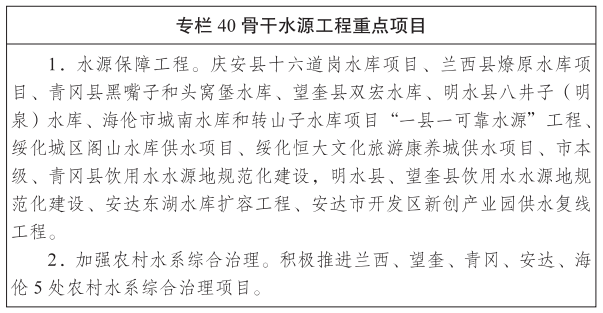 专栏 40 骨干水源工程重点项目
1．水源保障工程。庆安县十六道岗水库项目、兰西县燎原水库项
目、青冈县黑嘴子和头窝堡水库、望奎县双宏水库、明水县八井子（明
泉）水库、海伦市城南水库和转山子水库项目“一县一可靠水源”工程、
绥化城区阁山水库供水项目、绥化恒大文化旅游康养城供水项目、市本
级、青冈县饮用水水源地规范化建设，明水县、望奎县饮用水水源地规
范化建设、安达东湖水库扩容工程、安达市开发区新创产业园供水复线
工程。
2．加强农村水系综合治理。积极推进兰西、望奎、青冈、安达、海
伦 5 处农村水系综合治理项目。